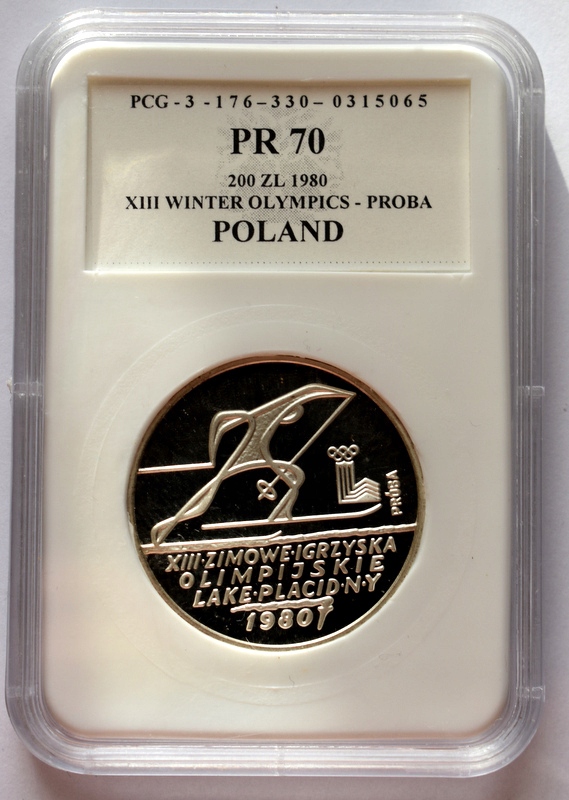 PCG - 3 - 176 – 330 – 0315065
PR 70
200 ZL 1980
XIII WINTER OLYMPICS - PROBA
POLAND
PRÓBA
XIII·ZIMOWE·IGRZYSKA
OLIMPIJSKIE
LAKE·PLACID·N·Y
1980